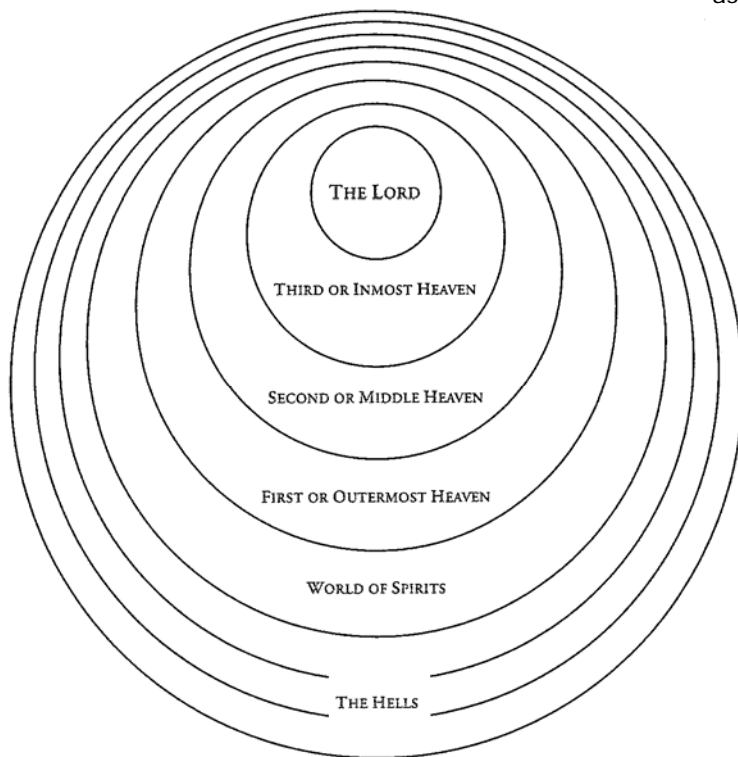 us
THE LORD
THIRD OR INMOST HEAVEN
SECOND OR MIDDLE HEAVEN
FIRST OR OUTERMOST HEAVEN
WORLD OF SPIRITS
THE HELLS